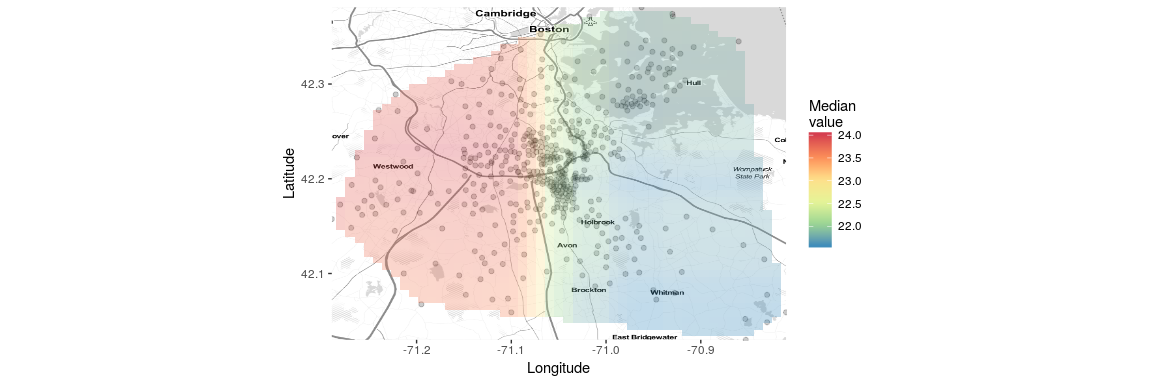 Cambridge
Boston
42.3
Hull
Median
value
24.0
over
Co
23.5
Westwood
Wompatuck
State Park
23.0
42.2
Latitude
22.5
Holbrook
22.0
Avon
42.1
Brockton
Whitman
East Bridgewater
-71.2
-71.1
-71.0
-70.9
Longitude